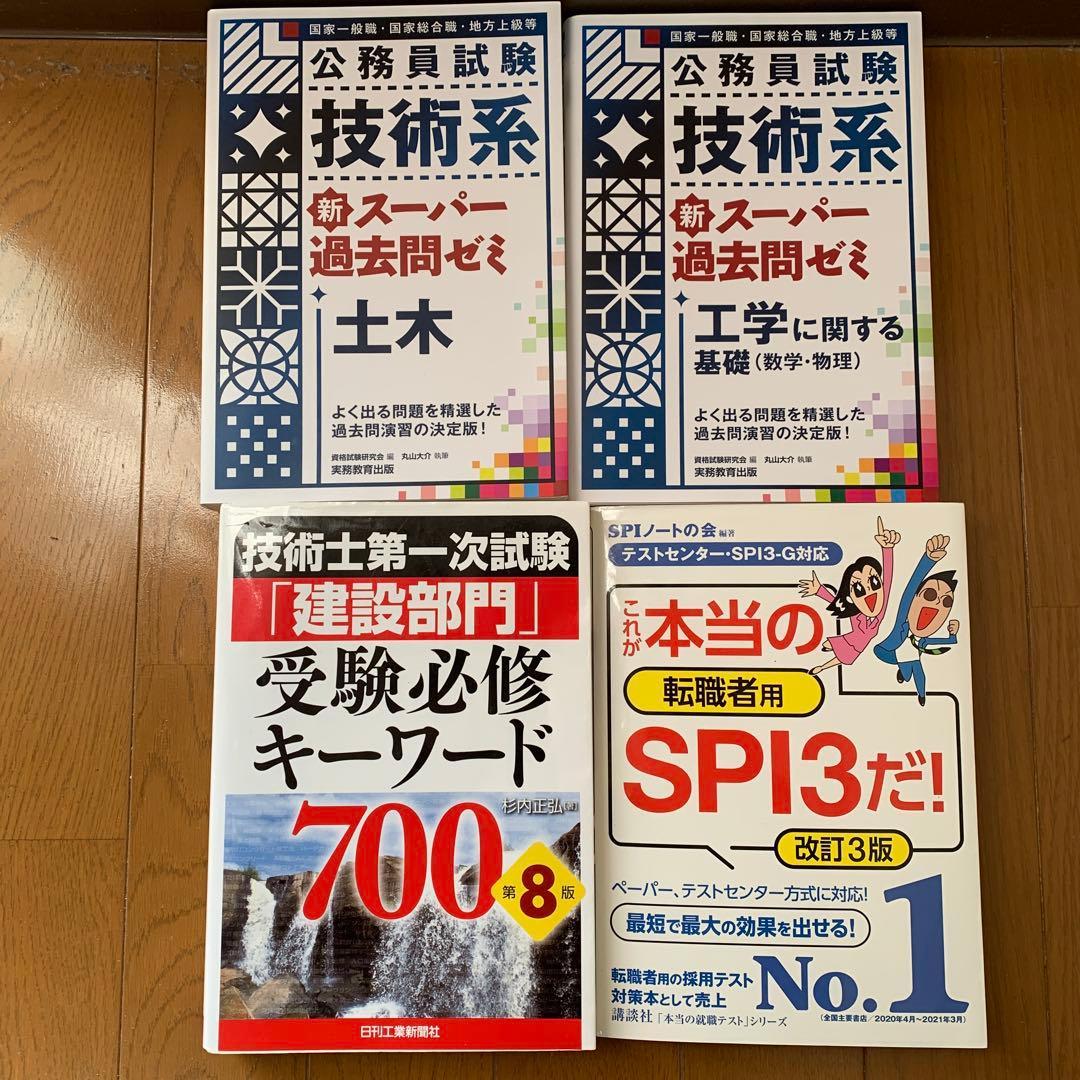 国家一般職・国家総合職・地方上級等
公務員試験
技術系
新スーパー
過去問ゼミ
土木
よく出る問題を精選した
過去問演習の決定版！
資格試験研究会 編 丸山大介 執筆
実務教育出版
国家一般職・国家総合職・地方上級等
公務員試験
技術系
新スーパー
過去問ゼミ
工学に関する
基礎（数学・物理）
よく出る問題を精選した
過去問演習の決定版！
資格試験研究会 編 丸山大介 執筆
実務教育出版
技術士第一次試験
「建設部門」
受験必修
キーワード
700
杉内正弘［著］
第8版
日刊工業新聞社
SPIノートの会 編著
テストセンター・SPI3-G対応
これが本当の
転職者用
SPI3だ！
改訂3版
ペーパー、テストセンター方式に対応！
最短で最大の効果を出せる！
転職者用の採用テスト
対策本として売上
No.1
講談社「本当の就職テスト」シリーズ
（全国主要書店／2020年4月～2021年3月）